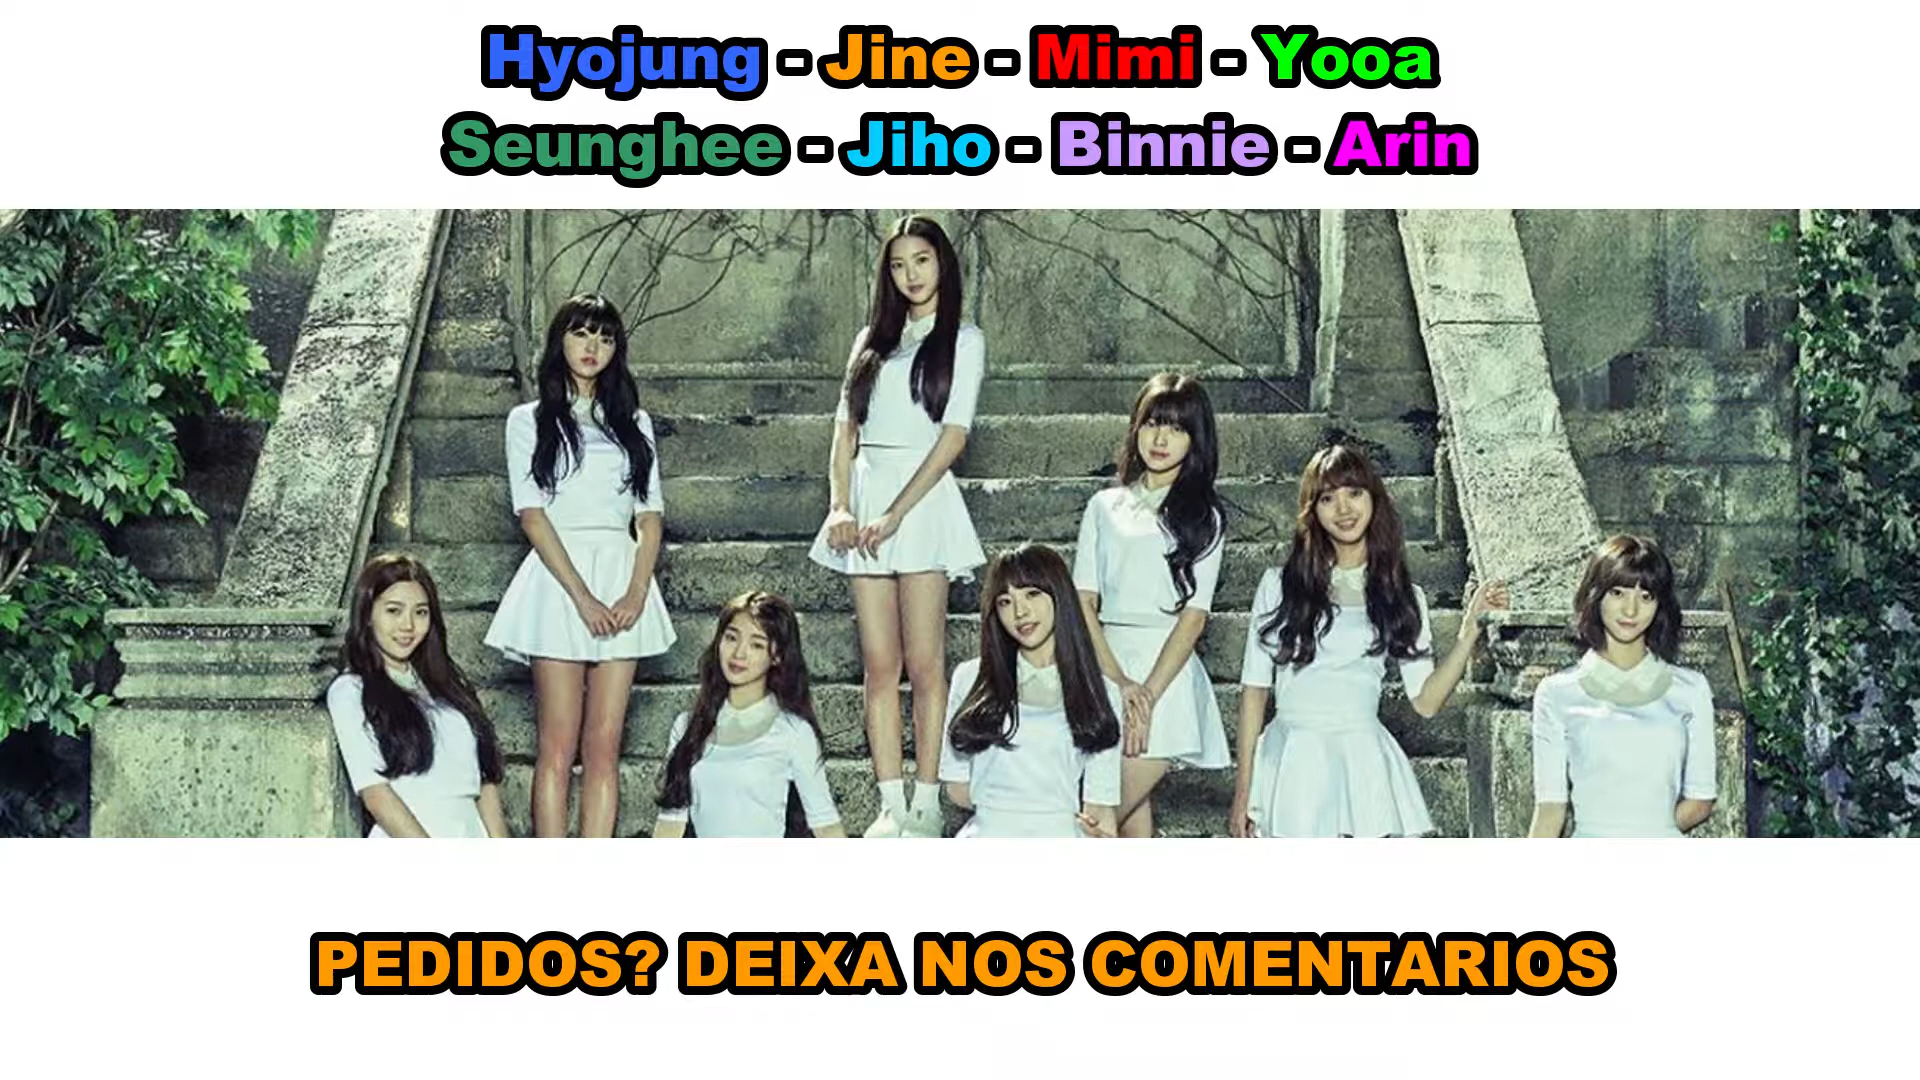 Hyojung - Jine - Mimi - Yooa
Seunghee - Jiho - Binnie - Arin
PEDIDOS? DEIXA NOS COMENTARIOS